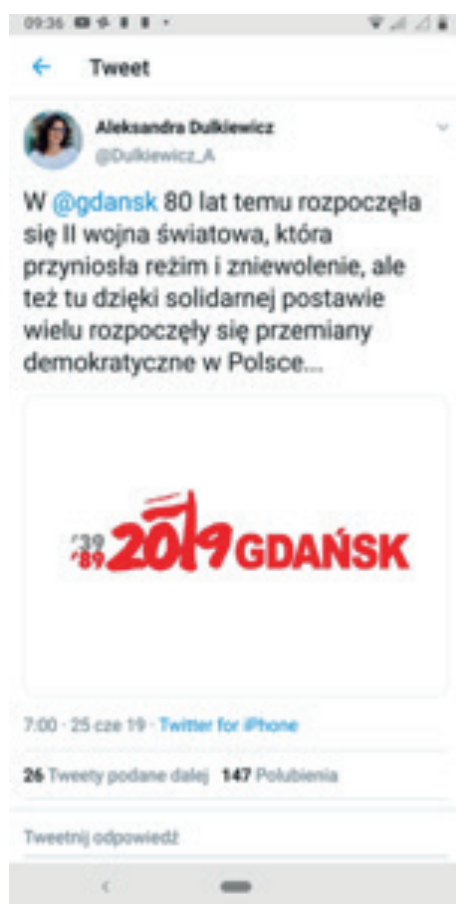 09:36
Tweet
Aleksandra Dulkiewicz
@Dulkiewicz_A
W @gdansk 80 lat temu rozpoczęła
się II wojna światowa, która
przyniosła reżim i zniewolenie, ale
też tu dzięki solidarnej postawie
wielu rozpoczęły się przemiany
demokratyczne w Polsce...
'39
'89 2019 GDAŃSK
7:00 · 25 cze 19 · Twitter for iPhone
26 Tweety podane dalej 147 Polubienia
Tweetnij odpowiedź